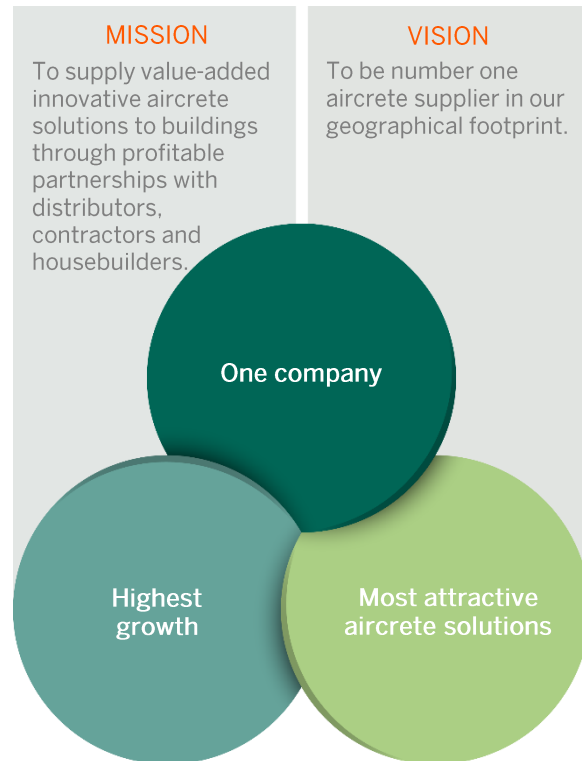 MISSION
To supply value-added
innovative aircrete
solutions to buildings
through profitable
partnerships with
distributors,
contractors and
housebuilders.
VISION
To be number one
aircrete supplier in our
geographical footprint.
One company
Highest
growth
Most attractive
aircrete solutions